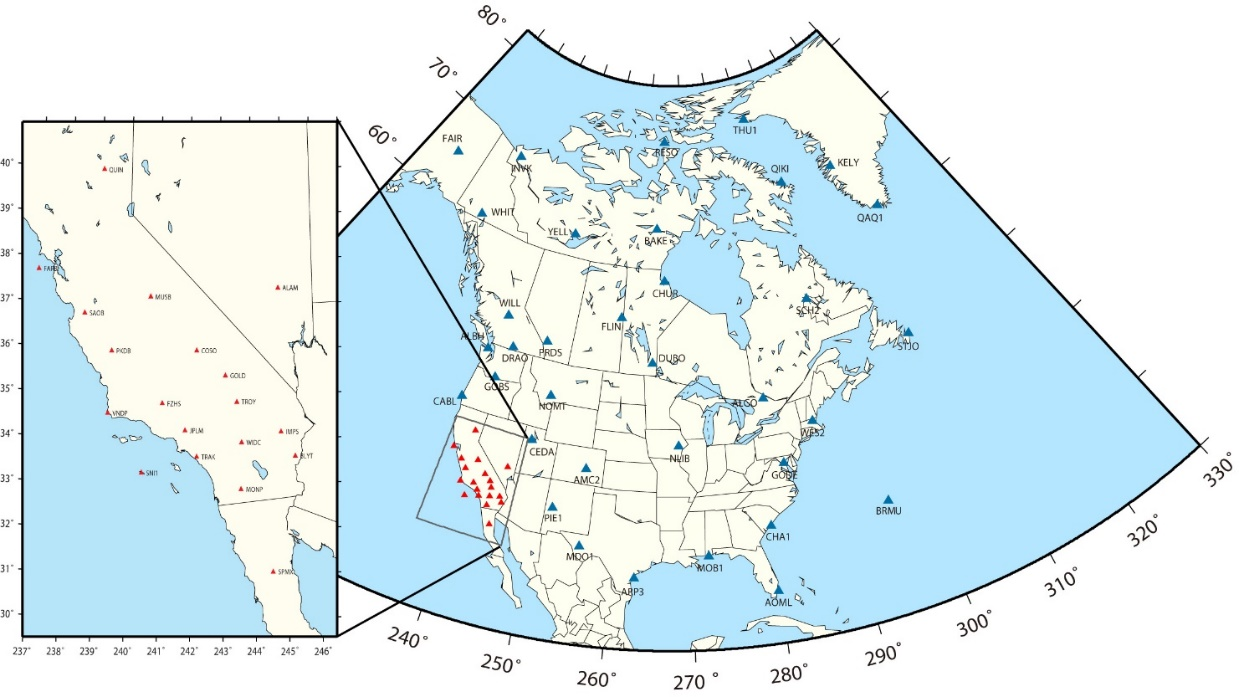 80°
70°
60°
FAIR
INVK
RESO
THU1
KELY
QIKI
QAQ1
WHIT
YELL
BAKE
CHUR
SCH2
STJO
WILL
FLIN
ALBH
DRAO
PRDS
DUBO
GOBS
CABL
NOM1
ALGO
WES2
CEDA
NLIB
GODE
AMC2
BRMU
PIE1
CHA1
MDO1
MOB1
ARP3
AOML
330°
320°
310°
300°
290°
280°
270°
260°
250°
240°
40°
39°
38°
37°
36°
35°
34°
33°
32°
31°
30°
QUIN
FARB
MUSB
ALAM
SAOB
PKDB
COSO
GOLD
FZHS
TROY
VNDP
JPLM
WIDC
IMPS
TRAK
BLYT
SNI1
MONP
SPMX
237° 238° 239° 240° 241° 242° 243° 244° 245° 246°